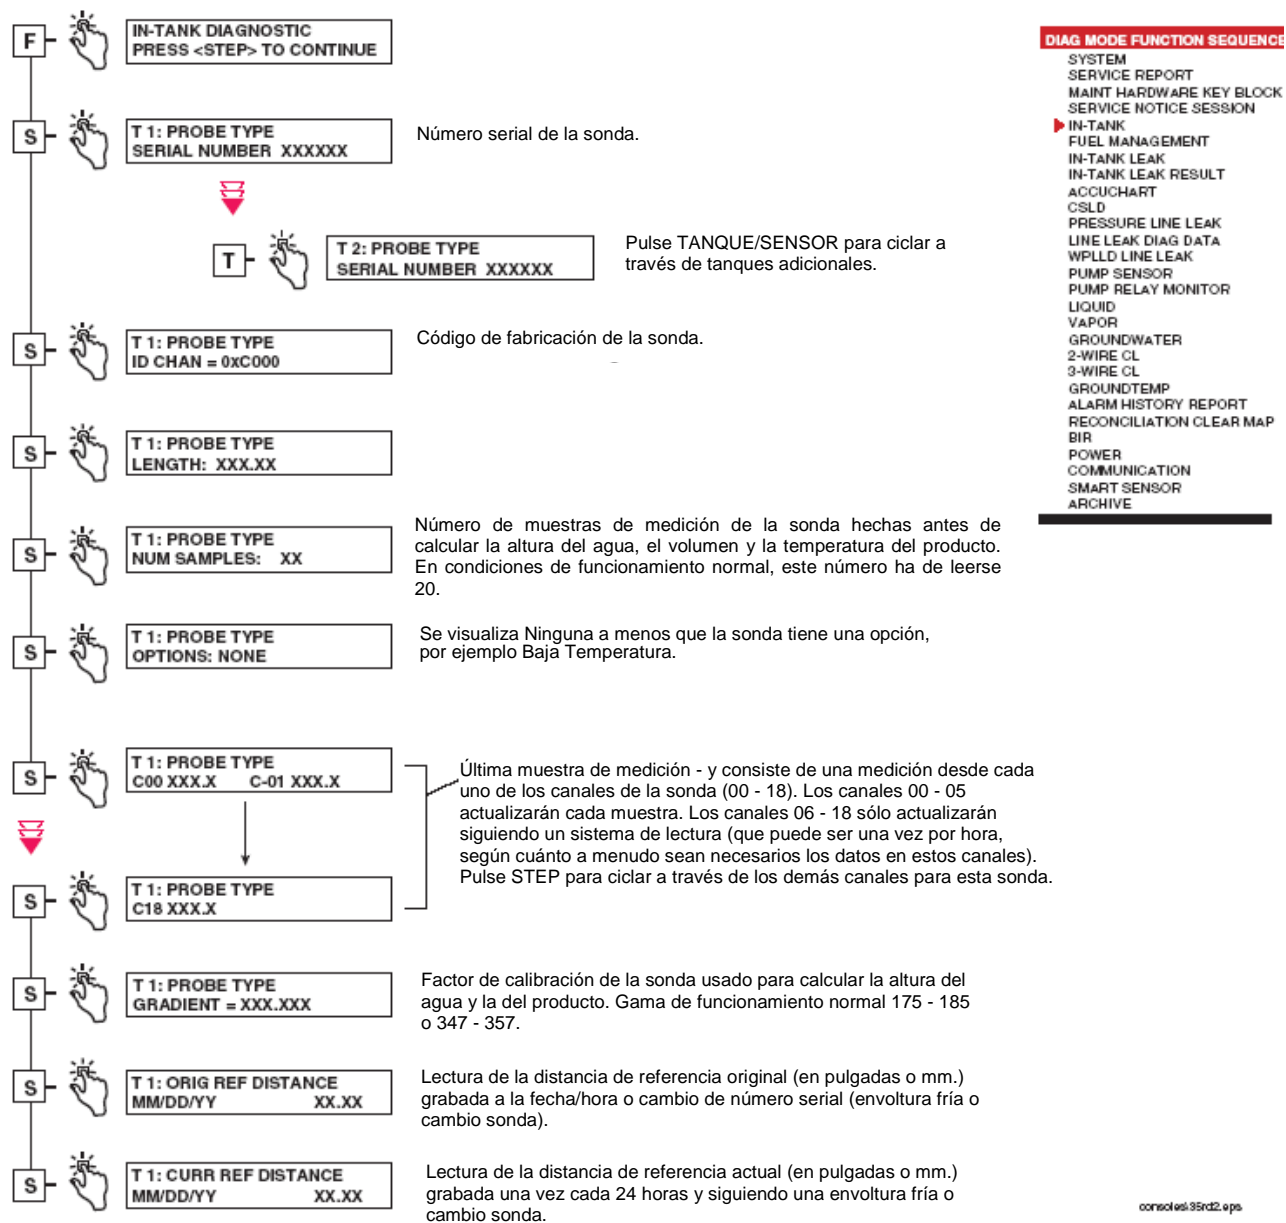 F
IN-TANK DIAGNOSTIC
PRESS <STEP> TO CONTINUE
S
T 1: PROBE TYPE
SERIAL NUMBER XXXXXX
Número serial de la sonda.
T
T 2: PROBE TYPE
SERIAL NUMBER XXXXXX
Pulse TANQUE/SENSOR para ciclar a
través de tanques adicionales.
S
T 1: PROBE TYPE
ID CHAN = 0xC000
Código de fabricación de la sonda.
S
T 1: PROBE TYPE
LENGTH: XXX.XX
S
T 1: PROBE TYPE
NUM SAMPLES: XX
Número de muestras de medición de la sonda hechas antes de
calcular la altura del agua, el volumen y la temperatura del producto.
En condiciones de funcionamiento normal, este número ha de leerse
20.
S
T 1: PROBE TYPE
OPTIONS: NONE
Se visualiza Ninguna a menos que la sonda tiene una opción,
por ejemplo Baja Temperatura.
S
T 1: PROBE TYPE
C00 XXX.X C-01 XXX.X
Última muestra de medición - y consiste de una medición desde cada
uno de los canales de la sonda (00 - 18). Los canales 00 - 05
actualizarán cada muestra. Los canales 06 - 18 sólo actualizarán
siguiendo un sistema de lectura (que puede ser una vez por hora,
según cuánto a menudo sean necesarios los datos en estos canales).
Pulse STEP para ciclar a través de los demás canales para esta sonda.
S
T 1: PROBE TYPE
C18 XXX.X
S
T 1: PROBE TYPE
GRADIENT = XXX.XXX
Factor de calibración de la sonda usado para calcular la altura del
agua y la del producto. Gama de funcionamiento normal 175 - 185
o 347 - 357.
S
T 1: ORIG REF DISTANCE
MM/DD/YY XX.XX
Lectura de la distancia de referencia original (en pulgadas o mm.)
grabada a la fecha/hora o cambio de número serial (envoltura fría o
cambio sonda).
S
T 1: CURR REF DISTANCE
MM/DD/YY XX.XX
Lectura de la distancia de referencia actual (en pulgadas o mm.)
grabada una vez cada 24 horas y siguiendo una envoltura fría o
cambio sonda.
DIAG MODE FUNCTION SEQUENCE
SYSTEM
SERVICE REPORT
MAINT HARDWARE KEY BLOCK
SERVICE NOTICE SESSION
IN-TANK
FUEL MANAGEMENT
IN-TANK LEAK
IN-TANK LEAK RESULT
ACCUCHART
CSLD
PRESSURE LINE LEAK
LINE LEAK DIAG DATA
WPLLD LINE LEAK
PUMP SENSOR
PUMP RELAY MONITOR
LIQUID
VAPOR
GROUNDWATER
2-WIRE CL
3-WIRE CL
GROUNDTEMP
ALARM HISTORY REPORT
RECONCILIATION CLEAR MAP
BIR
POWER
COMMUNICATION
SMART SENSOR
ARCHIVE
consoles\35rd2.eps